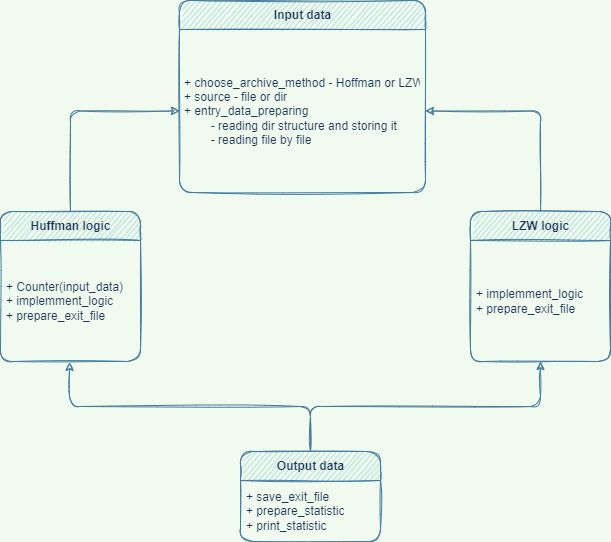 Input data
+ choose_archive_method - Hoffman or LZW
+ source - file or dir
+ entry_data_preparing
- reading dir structure and storing it
- reading file by file
Huffman logic
+ Counter(input_data)
+ implemment_logic
+ prepare_exit_file
LZW logic
+ implemment_logic
+ prepare_exit_file
Output data
+ save_exit_file
+ prepare_statistic
+ print_statistic